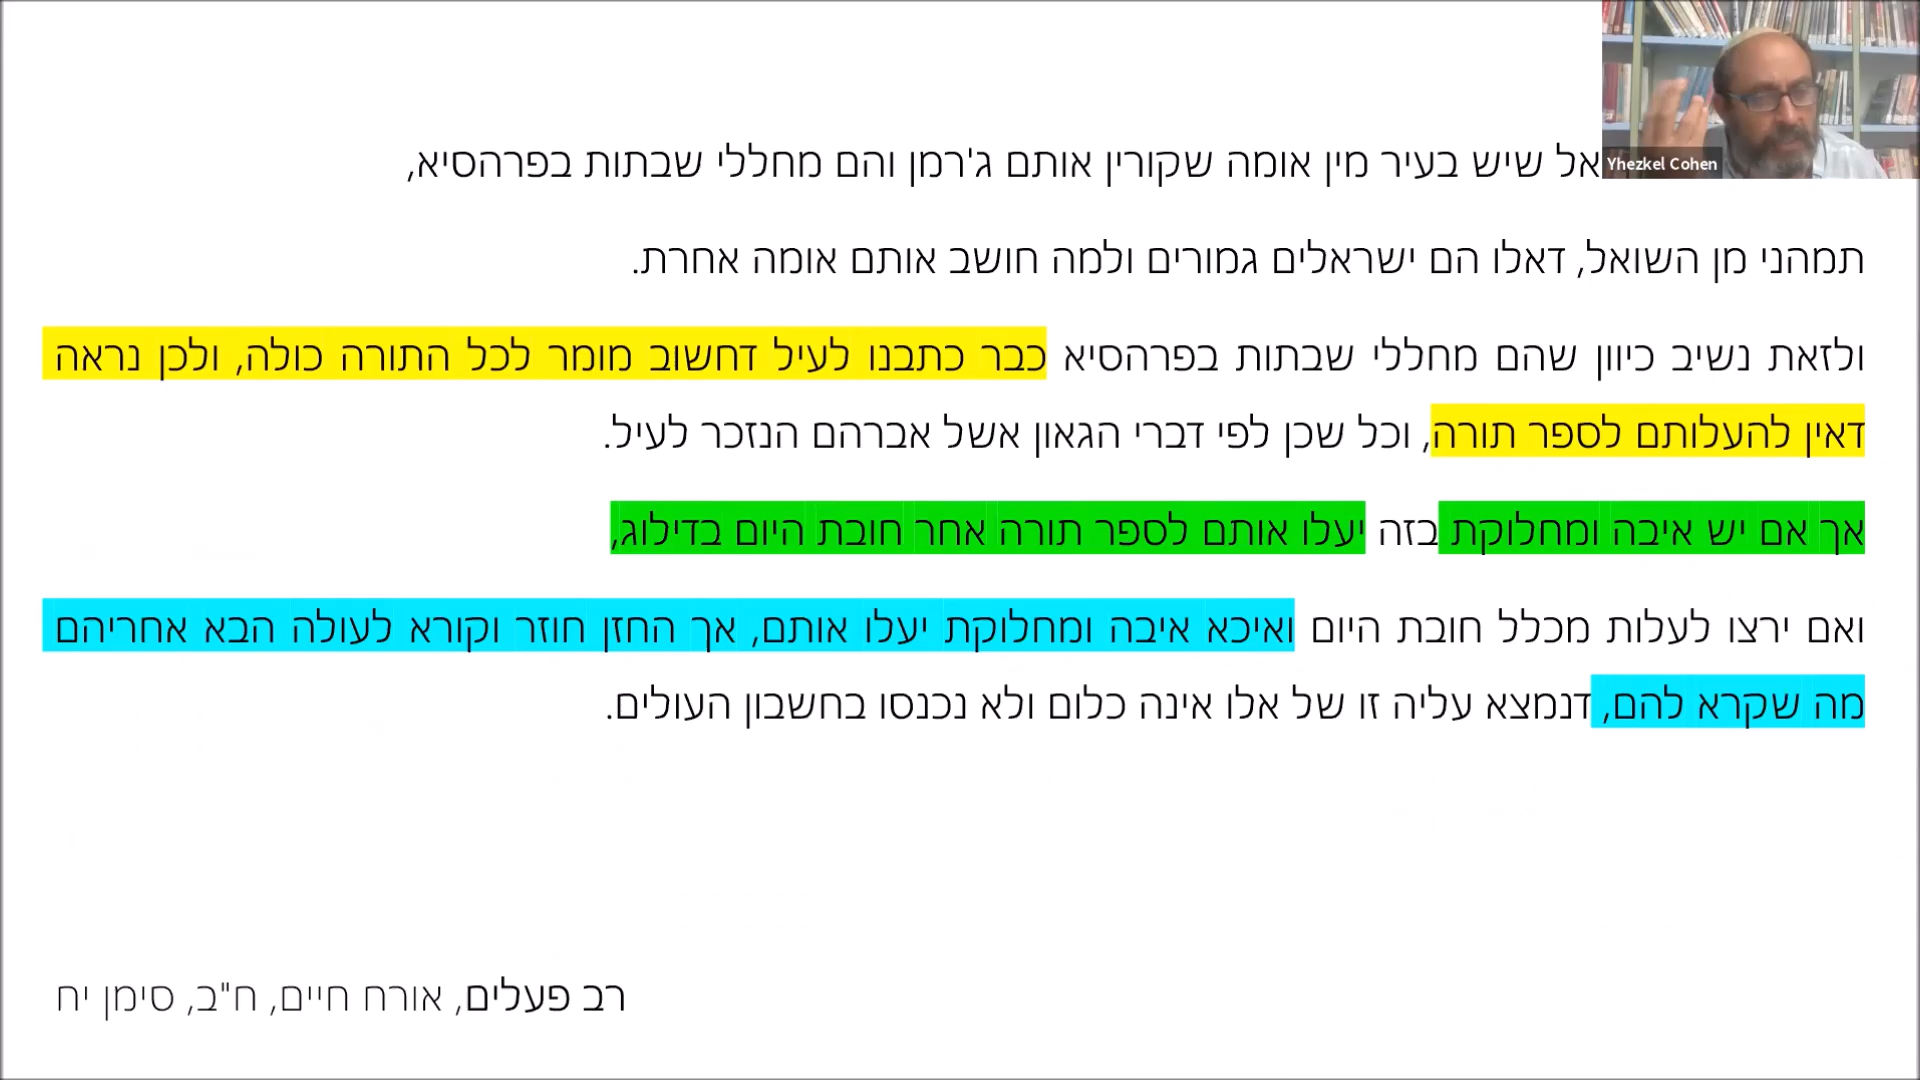 Yhezkel Cohen
אל שיש בעיר מין אומה שקורין אותם ג'רמן והם מחללי שבתות בפרהסיא,
תמהני מן השואל, דאלו הם ישראלים גמורים ולמה חושב אותם אומה אחרת.
ולזאת נשיב כיוון שהם מחללי שבתות בפרהסיא כבר כתבנו לעיל דחשוב מומר לכל התורה כולה, ולכן נראה
דאין להעלותם לספר תורה, וכל שכן לפי דברי הגאון אשל אברהם הנזכר לעיל.
אך אם יש איבה ומחלוקת בזה יעלו אותם לספר תורה אחר חובת היום בדילוג,
ואם ירצו לעלות מכלל חובת היום ואיכא איבה ומחלוקת יעלו אותם, אך החזן חוזר וקורא לעולה הבא אחריהם
מה שקרא להם, דנמצא עליה זו של אלו אינה כלום ולא נכנסו בחשבון העולים.
רב פעלים, אורח חיים, ח"ב, סימן יח